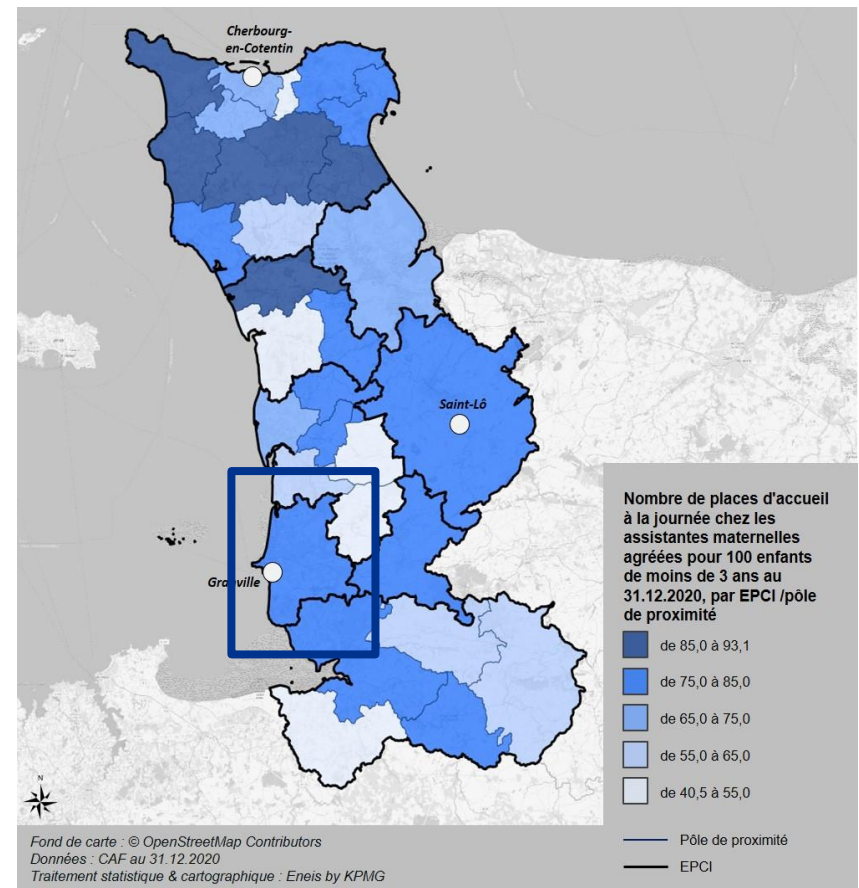 Cherbourg-
en-Cotentin
Saint-Lô
Granville
Nombre de places d'accueil
à la journée chez les
assistantes maternelles
agréées pour 100 enfants
de moins de 3 ans au
31.12.2020, par EPCI /pôle
de proximité
de 85,0 à 93,1
de 75,0 à 85,0
de 65,0 à 75,0
de 55,0 à 65,0
de 40,5 à 55,0
Pôle de proximité
EPCI
N
Fond de carte : © OpenStreetMap Contributors
Données : CAF au 31.12.2020
Traitement statistique & cartographique : Eneis by KPMG